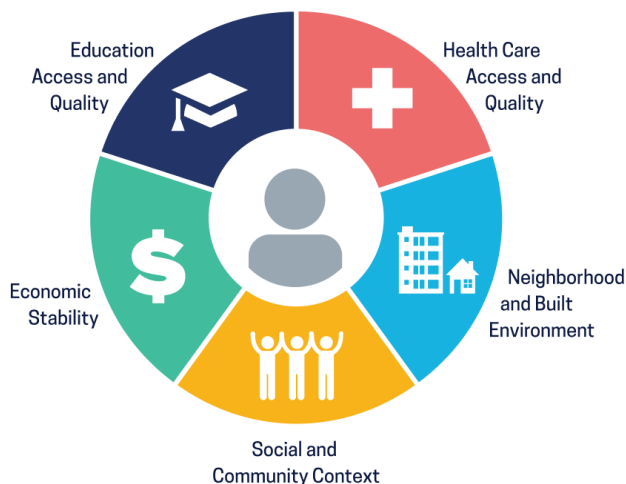 Education
Access and
Quality
Health Care
Access and
Quality
Economic
Stability
$
Neighborhood
and Built
Environment
Social and
Community Context